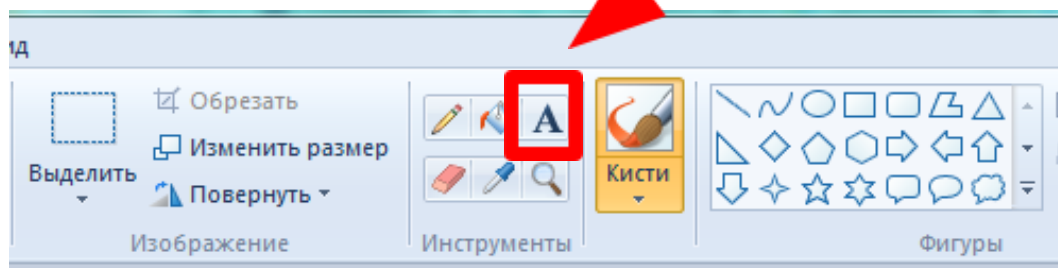 ид
Выделить
Обрезать
Изменить размер
Повернуть
Изображение
A
Инструменты
Кисти
Фигуры